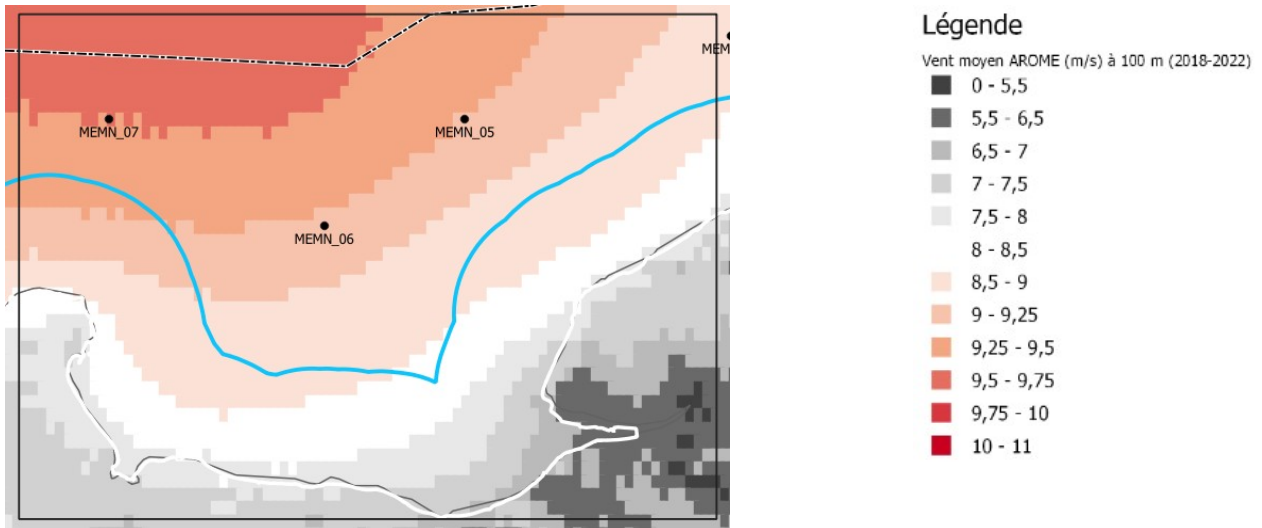 MEMN_07
MEMN_05
MEMN_06
MEM
Légende
Vent moyen AROME (m/s) à 100 m (2018-2022)
0 - 5,5
5,5 - 6,5
6,5 - 7
7 - 7,5
7,5 - 8
8 - 8,5
8,5 - 9
9 - 9,25
9,25 - 9,5
9,5 - 9,75
9,75 - 10
10 - 11